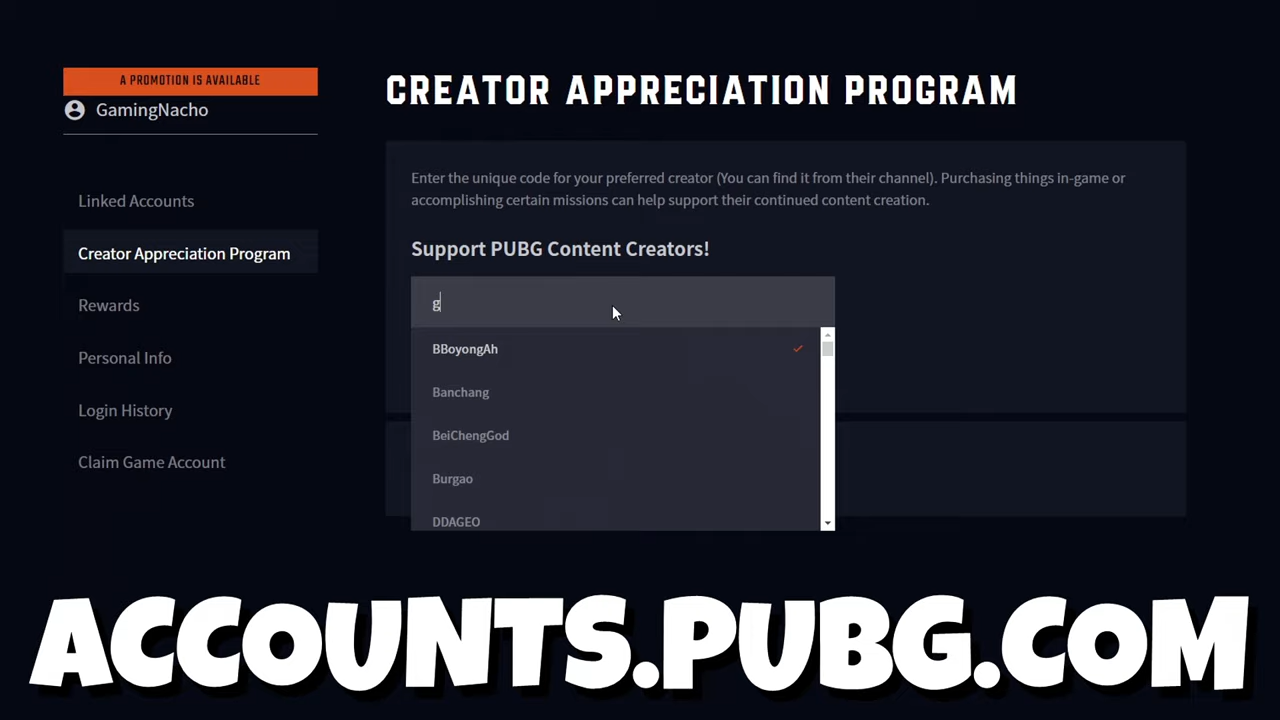 A PROMOTION IS AVAILABLE
GamingNacho
Linked Accounts
Creator Appreciation Program
Rewards
Personal Info
Login History
Claim Game Account
CREATOR APPRECIATION PROGRAM
Enter the unique code for your preferred creator (You can find it from their channel). Purchasing things in-game or
accomplishing certain missions can help support their continued content creation.
Support PUBG Content Creators!
g
BBoyongAh
Banchang
BeiChengGod
Burgao
DDAGEO
ACCOUNTS.PUBG.COM